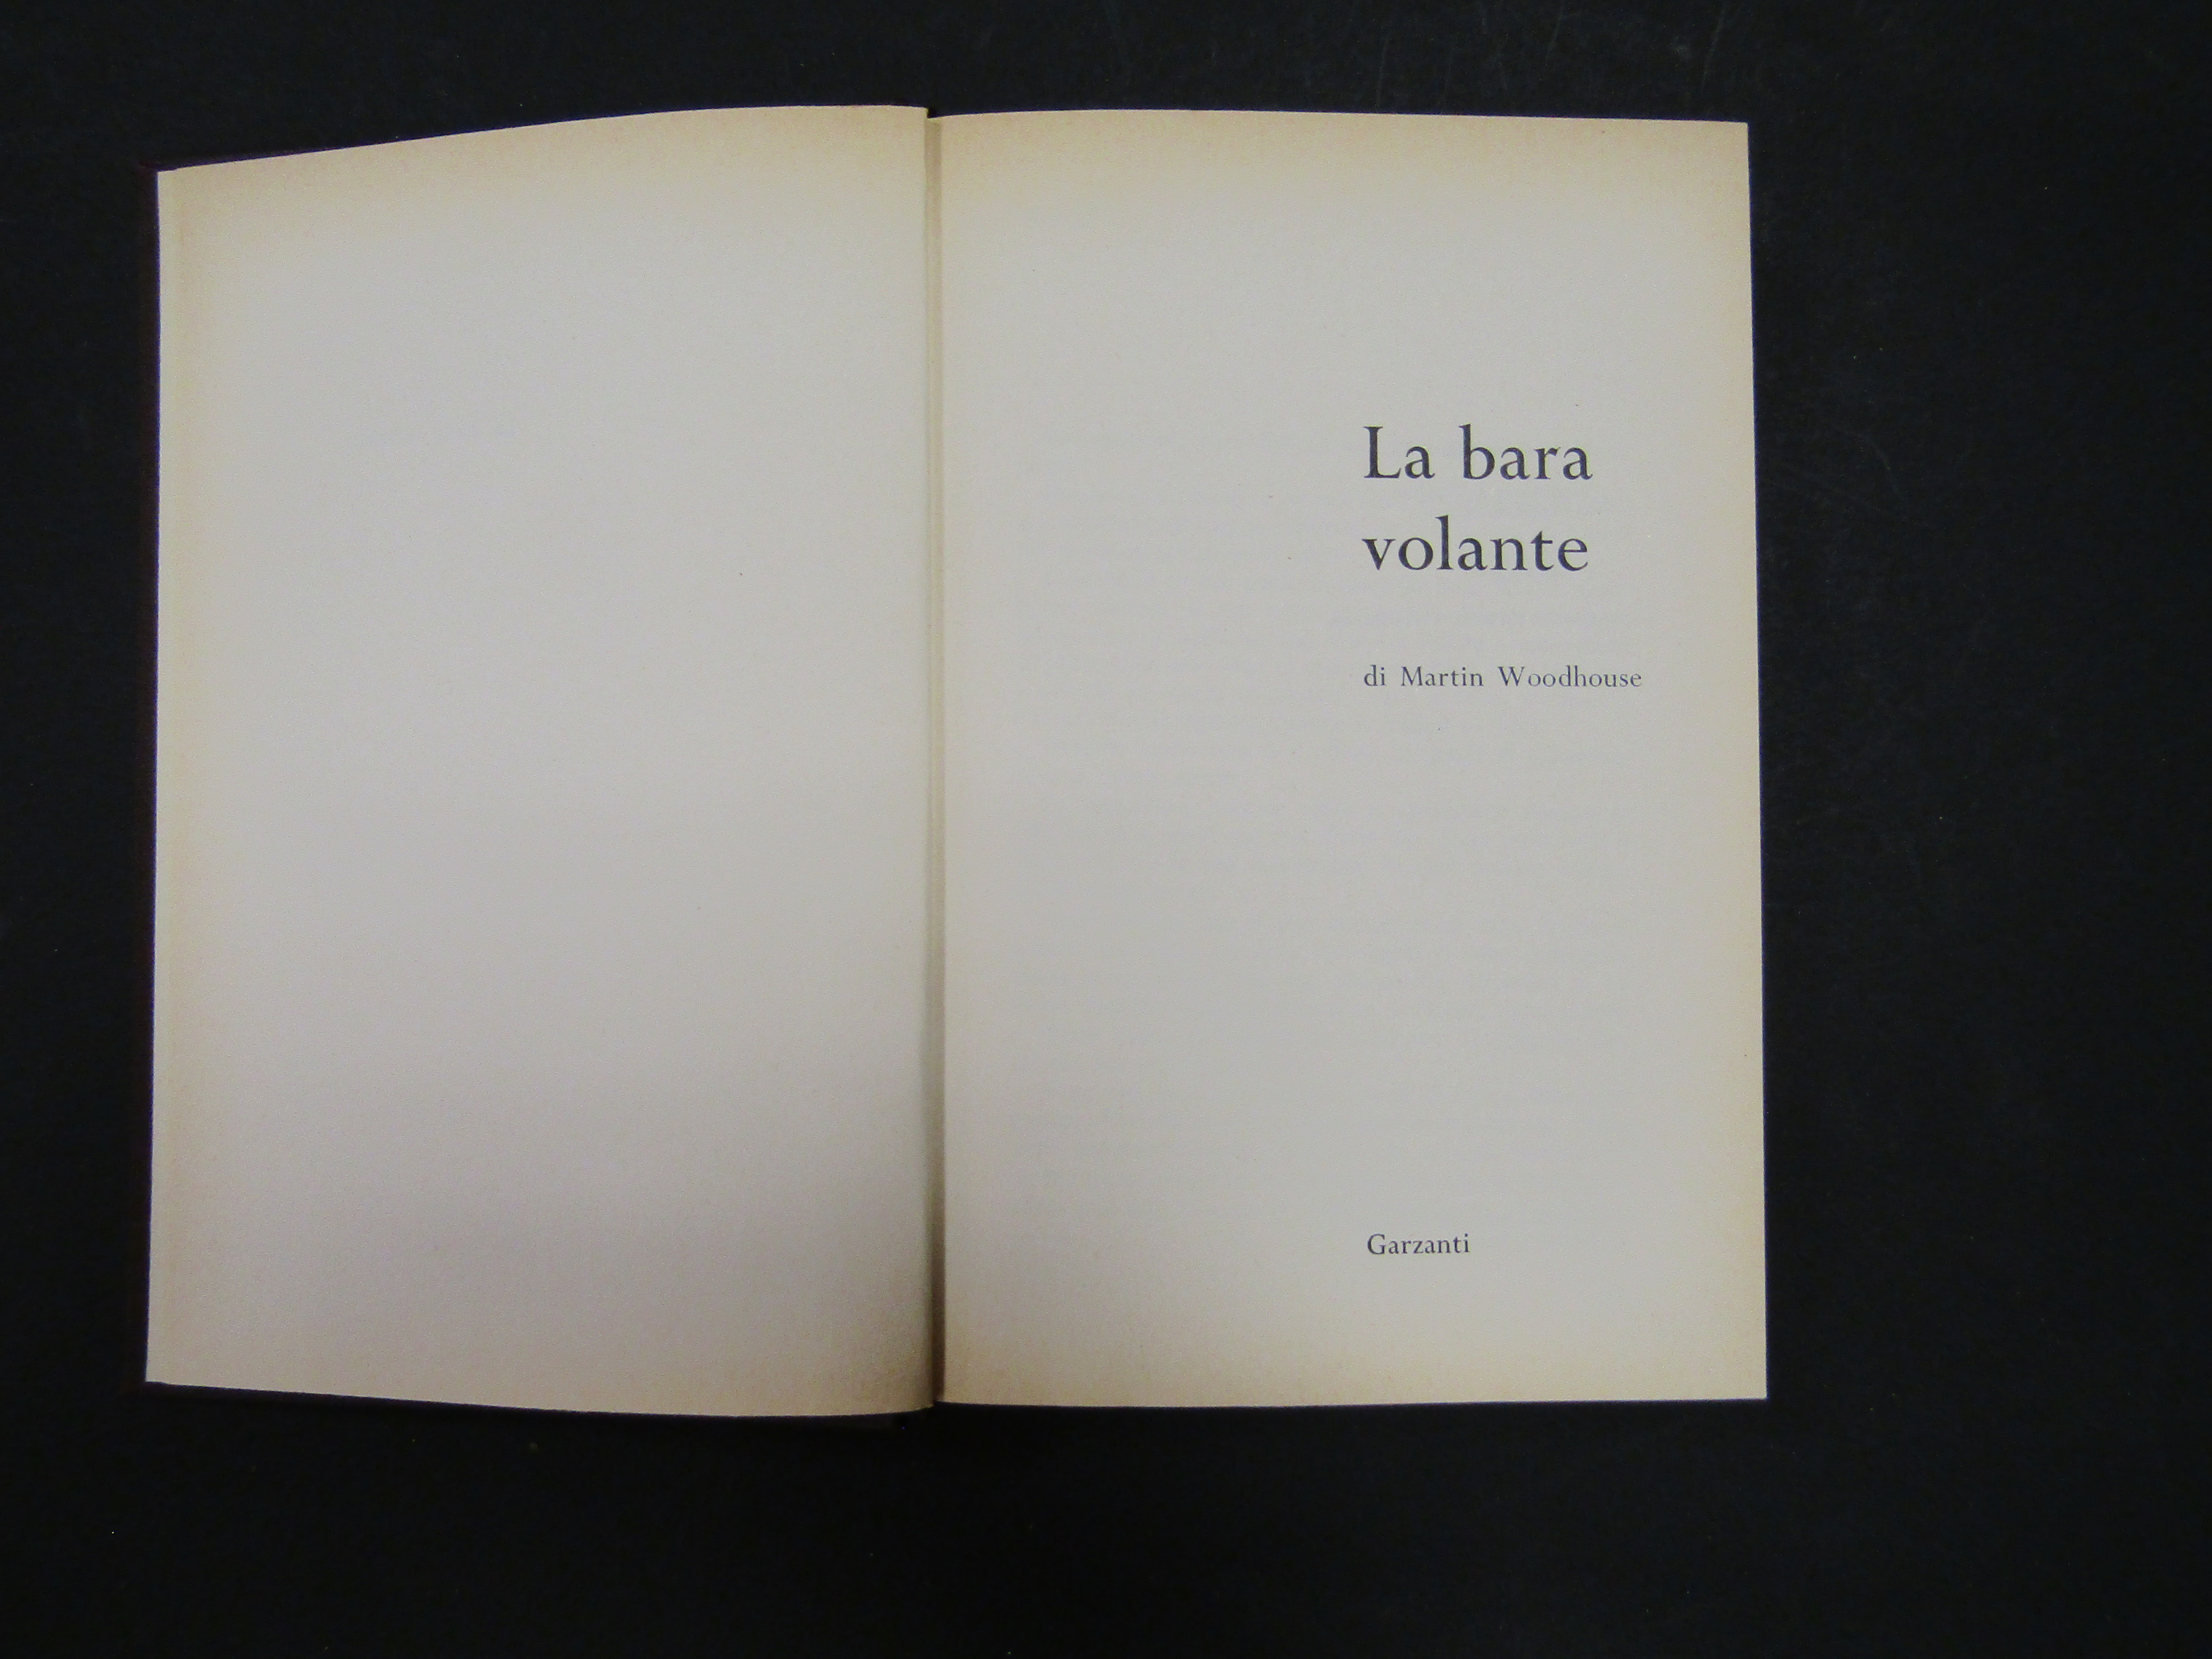 La bara
volante
di Martin Woodhouse
Garzanti